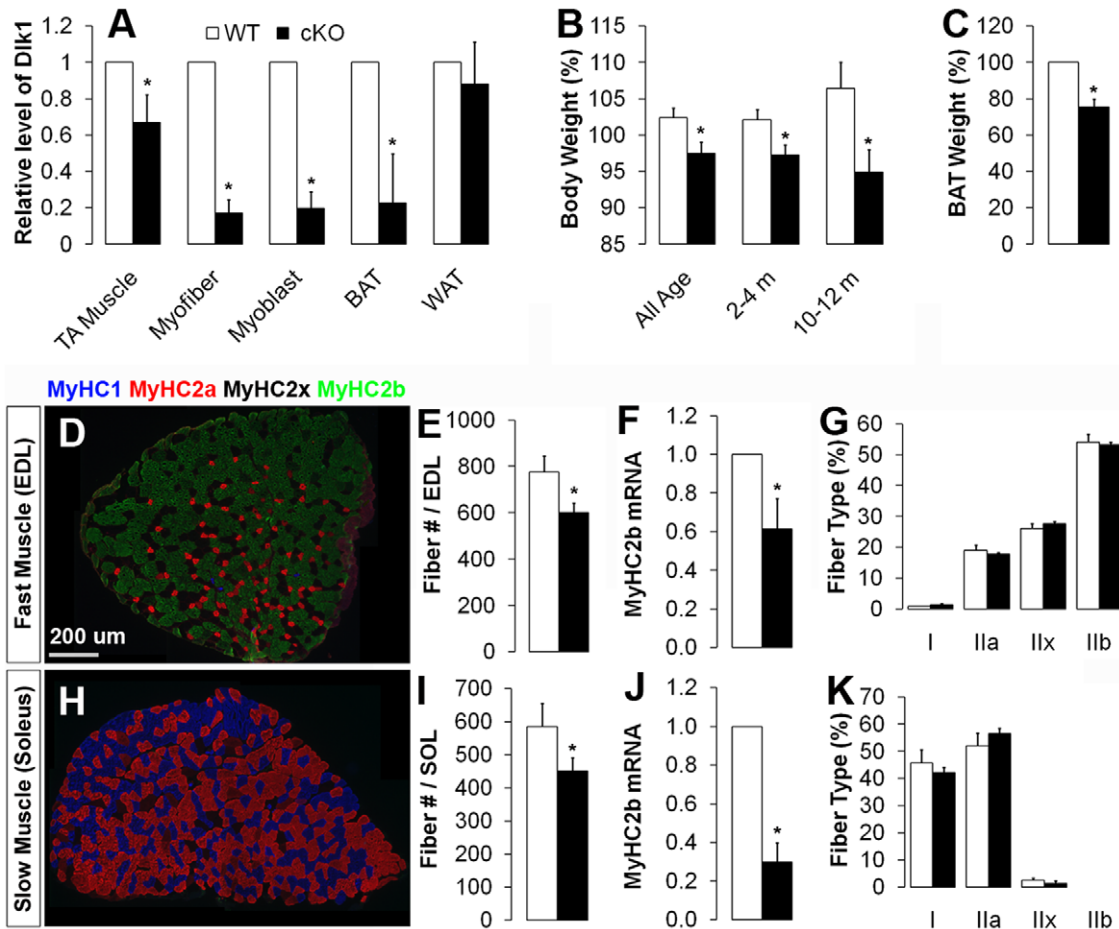 A
WT cKO
Relative level of Dlk1
1.2
1
0.8
0.6
0.4
0.2
0
*
*
*
*
TA Muscle
Myofiber
Myoblast
BAT
WAT
B
Body Weight (%)
110
105
100
95
90
85
*
*
*
All Age
2-4 m
10-12 m
C
BAT Weight (%)
120
100
80
60
40
20
0
*
MyHC1 MyHC2a MyHC2x MyHC2b
Fast Muscle (EDL)
D
200 um
E
Fiber # / EDL
1000
800
600
400
200
0
*
F
MyHC2b mRNA
1.2
1.0
0.8
0.6
0.4
0.2
0.0
*
G
Fiber Type (%)
60
50
40
30
20
10
0
I IIa IIx IIb
Slow Muscle (Soleus)
H
I
Fiber # / SOL
700
600
500
400
300
200
100
0
*
J
MyHC2b mRNA
1.2
1.0
0.8
0.6
0.4
0.2
0.0
*
K
Fiber Type (%)
70
60
50
40
30
20
10
0
I IIa IIx IIb